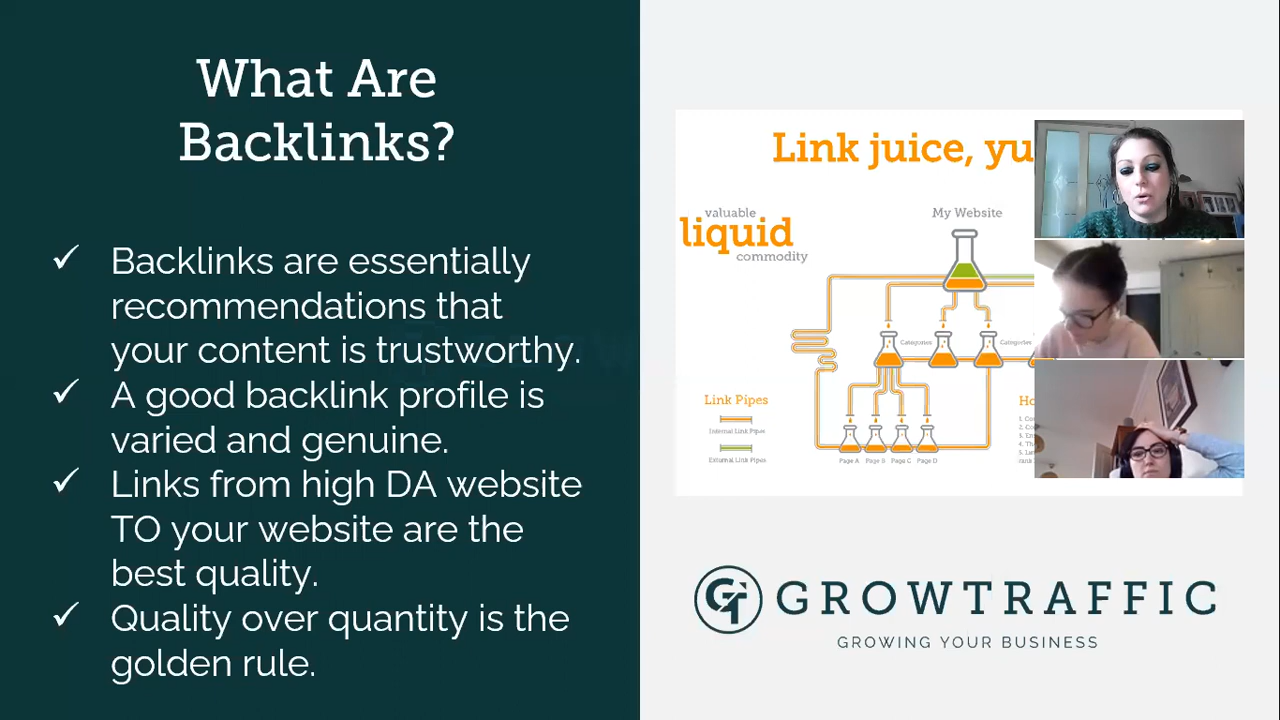 What Are
Backlinks?
✓ Backlinks are essentially
recommendations that
your content is trustworthy.
✓ A good backlink profile is
varied and genuine.
✓ Links from high DA website
TO your website are the
best quality.
✓ Quality over quantity is the
golden rule.
Link juice, yu
valuable
liquid
commodity
My Website
Categories
Categories
Link Pipes
Internal Link Pipes
External Link Pipes
Page A
Page B
Page C
Page D
GT
GROWTRAFFIC
GROWING YOUR BUSINESS